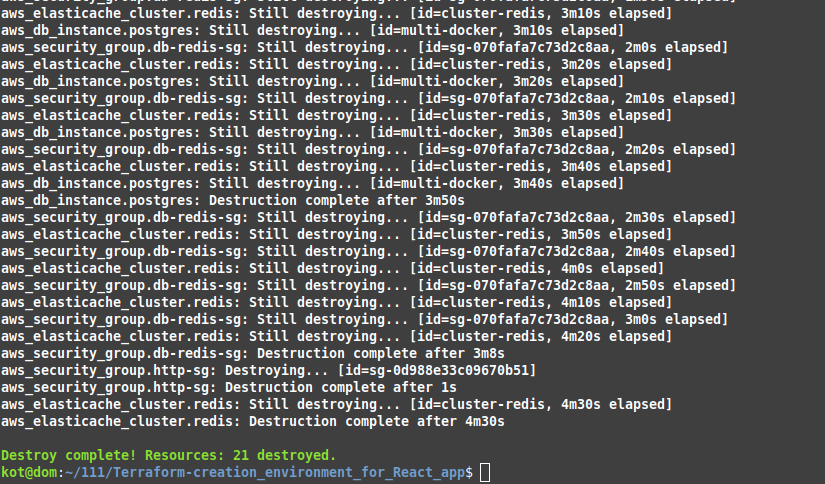 aws_elasticache_cluster.redis: Still destroying... [id=cluster-redis, 3m10s elapsed]
aws_db_instance.postgres: Still destroying... [id=multi-docker, 3m10s elapsed]
aws_security_group.db-redis-sg: Still destroying... [id=sg-070fafa7c73d2c8aa, 2m0s elapsed]
aws_elasticache_cluster.redis: Still destroying... [id=cluster-redis, 3m20s elapsed]
aws_db_instance.postgres: Still destroying... [id=multi-docker, 3m20s elapsed]
aws_security_group.db-redis-sg: Still destroying... [id=sg-070fafa7c73d2c8aa, 2m10s elapsed]
aws_elasticache_cluster.redis: Still destroying... [id=cluster-redis, 3m30s elapsed]
aws_db_instance.postgres: Still destroying... [id=multi-docker, 3m30s elapsed]
aws_security_group.db-redis-sg: Still destroying... [id=sg-070fafa7c73d2c8aa, 2m20s elapsed]
aws_elasticache_cluster.redis: Still destroying... [id=cluster-redis, 3m40s elapsed]
aws_db_instance.postgres: Still destroying... [id=multi-docker, 3m40s elapsed]
aws_db_instance.postgres: Destruction complete after 3m50s
aws_security_group.db-redis-sg: Still destroying... [id=sg-070fafa7c73d2c8aa, 2m30s elapsed]
aws_elasticache_cluster.redis: Still destroying... [id=cluster-redis, 3m50s elapsed]
aws_security_group.db-redis-sg: Still destroying... [id=sg-070fafa7c73d2c8aa, 2m40s elapsed]
aws_elasticache_cluster.redis: Still destroying... [id=cluster-redis, 4m0s elapsed]
aws_security_group.db-redis-sg: Still destroying... [id=sg-070fafa7c73d2c8aa, 2m50s elapsed]
aws_elasticache_cluster.redis: Still destroying... [id=cluster-redis, 4m10s elapsed]
aws_security_group.db-redis-sg: Still destroying... [id=sg-070fafa7c73d2c8aa, 3m0s elapsed]
aws_elasticache_cluster.redis: Still destroying... [id=cluster-redis, 4m20s elapsed]
aws_security_group.db-redis-sg: Destruction complete after 3m8s
aws_security_group.http-sg: Destroying... [id=sg-0d988e33c09670b51]
aws_security_group.http-sg: Destruction complete after 1s
aws_elasticache_cluster.redis: Still destroying... [id=cluster-redis, 4m30s elapsed]
aws_elasticache_cluster.redis: Destruction complete after 4m30s
Destroy complete! Resources: 21 destroyed.
kot@dom:~/111/Terraform-creation_environment_for_React_app$